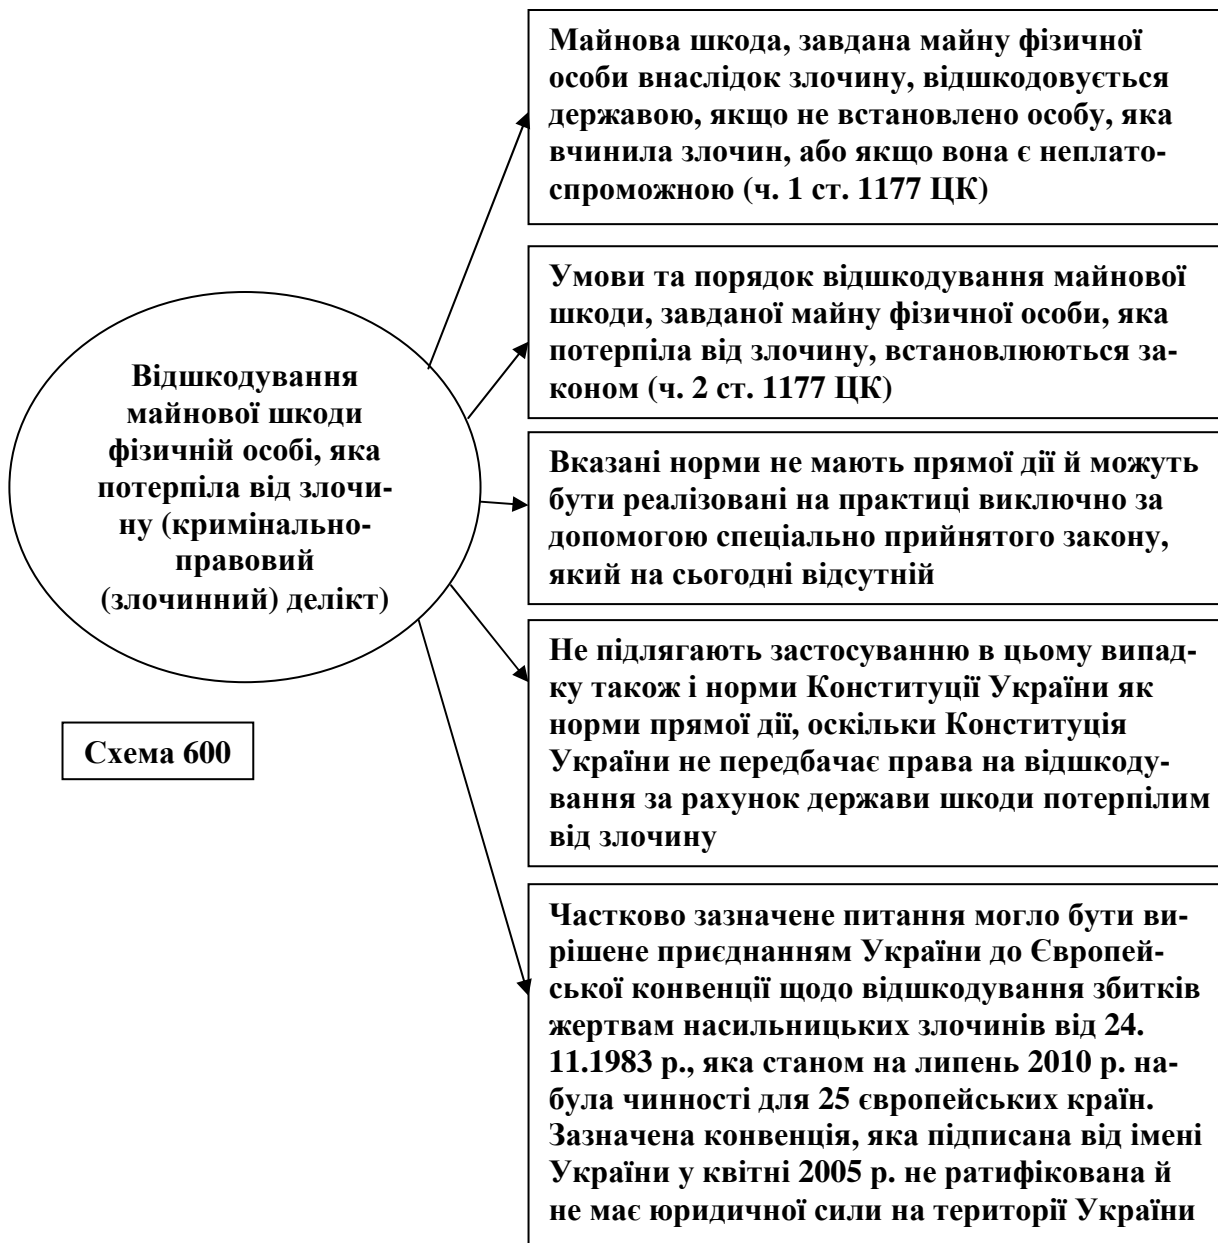 Майнова шкода, завдана майну фізичної
особи внаслідок злочину, відшкодовується
державою, якщо не встановлено особу, яка
вчинила злочин, або якщо вона є неплато-
спроможною (ч. 1 ст. 1177 ЦК)
Умови та порядок відшкодування майнової
шкоди, завданої майну фізичної особи, яка
потерпіла від злочину, встановлюються за-
коном (ч. 2 ст. 1177 ЦК)
Відшкодування
майнової шкоди
фізичній особі, яка
потерпіла від злочи-
ну (кримінально-
правовий
(злочинний) делікт)
Вказані норми не мають прямої дії й можуть
бути реалізовані на практиці виключно за
допомогою спеціально прийнятого закону,
який на сьогодні відсутній
Не підлягають застосуванню в цьому випад-
ку також і норми Конституції України як
норми прямої дії, оскільки Конституція
України не передбачає права на відшкоду-
вання за рахунок держави шкоди потерпілим
від злочину
Схема 600
Частково зазначене питання могло бути ви-
рішене приєднанням України до Європей-
ської конвенції щодо відшкодування збитків
жертвам насильницьких злочинів від 24.
11.1983 р., яка станом на липень 2010 р. на-
була чинності для 25 європейських країн.
Зазначена конвенція, яка підписана від імені
України у квітні 2005 р. не ратифікована й
не має юридичної сили на території України